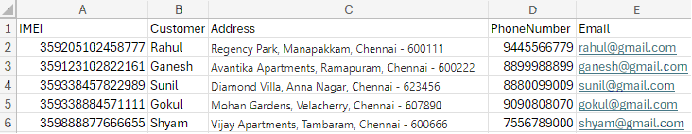 A B C D E
1 IMEI Customer Address PhoneNumber Email
2 359205102458777 Rahul Regency Park, Manapakkam, Chennai - 600111 9445566779 rahul@gmail.com
3 359123102822161 Ganesh Avantika Apartments, Ramapuram, Chennai - 600222 8899988899 ganesh@gmail.com
4 359338457822989 Sunil Diamond Villa, Anna Nagar, Chennai - 623456 8880099009 sunil@gmail.com
5 359338884571111 Gokul Mohan Gardens, Velacherry, Chennai - 607890 9090808070 gokul@gmail.com
6 359888877666655 Shyam Vijay Apartments, Tambaram, Chennai - 600666 7556789000 shyam@gmail.com